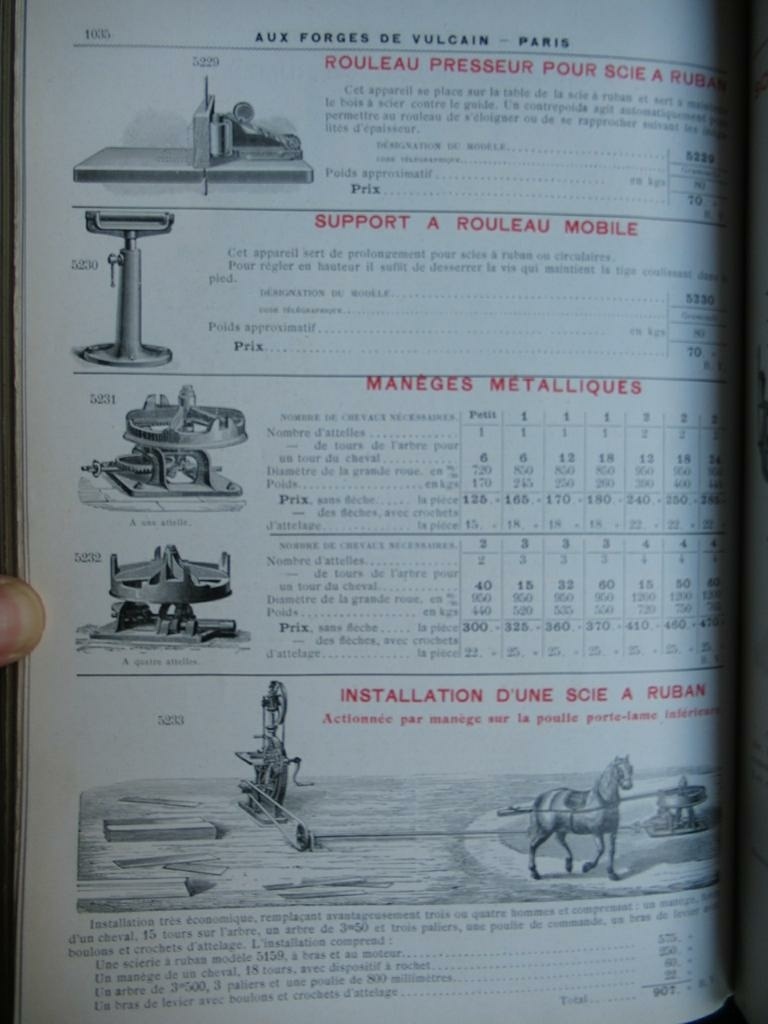 1035
AUX FORGES DE VULCAIN — PARIS
5229
ROULEAU PRESSEUR POUR SCIE A RUBAN
Cet appareil se place sur la table de la scie à ruban et sert à
le bois à scier contre le guide. Un contrepoids agit automatiquement
permettre au rouleau de s'éloigner ou de se rapprocher suivant les
lités d'épaisseur.
DÉSIGNATION DU MODÈLE 5229
CODE TÉLÉGRAPHIQUE
Poids approximatif en kgs 80
Prix 70. »
SUPPORT A ROULEAU MOBILE
5230
Cet appareil sert de prolongement pour scies à ruban ou circulaires.
Pour régler en hauteur il suffit de desserrer la vis qui maintient la tige coulissant dans le
pied.
DÉSIGNATION DU MODÈLE 5230
CODE TÉLÉGRAPHIQUE
Poids approximatif en kgs 80
Prix 70. »
MANÈGES MÉTALLIQUES
5231
NOMBRE DE CHEVAUX NÉCESSAIRES. Petit 1 1 1 2 2 2
Nombre d'attelles 1 1 1 1 2 2 2
— de tours de l'arbre pour
un tour du cheval 6 6 12 18 12 18 24
Diamètre de la grande roue, en m/m 720 850 850 850 950 950 950
Poids en kgs 170 245 250 260 390 400
Prix, sans flèche la pièce 125. » 165. » 170. » 180. » 240. » 250. »
— des flèches, avec crochets
d'attelage la pièce 15. » 18. » 18. » 18. » 22. » 22. » 22. »
A une attelle.
5232
NOMBRE DE CHEVAUX NÉCESSAIRES. 2 3 3 3 4 4 4
Nombre d'attelles 2 3 3 3 4 4 4
— de tours de l'arbre pour
un tour du cheval 40 15 32 60 15 50 60
Diamètre de la grande roue, en m/m 950 950 950 950 1200 1200 1200
Poids en kgs 440 520 535 550 720 750
Prix, sans flèche la pièce 300. » 325. » 360. » 370. » 410. » 460. » 470. »
— des flèches, avec crochets
d'attelage la pièce 22. » 25. » 25. » 25. » 25. » 25. » 25. »
A quatre attelles.
INSTALLATION D'UNE SCIE A RUBAN
Actionnée par manège sur la poulie porte-lame inférieure
5233
Installation très économique, remplaçant avantageusement trois ou quatre hommes et comprenant : un manège,
d'un cheval, 15 tours sur l'arbre, un arbre de 3m50 et trois paliers, une poulie de commande, un bras de levier
boulons et crochets d'attelage. L'installation comprend :
Une scierie à ruban modèle 5159, à bras et au moteur 575. »
Un manège de un cheval, 18 tours, avec dispositif à rochet 250. »
Un arbre de 3m500, 3 paliers et une poulie de 800 millimètres 60. »
Un bras de levier avec boulons et crochets d'attelage 22. »
Total 907. »